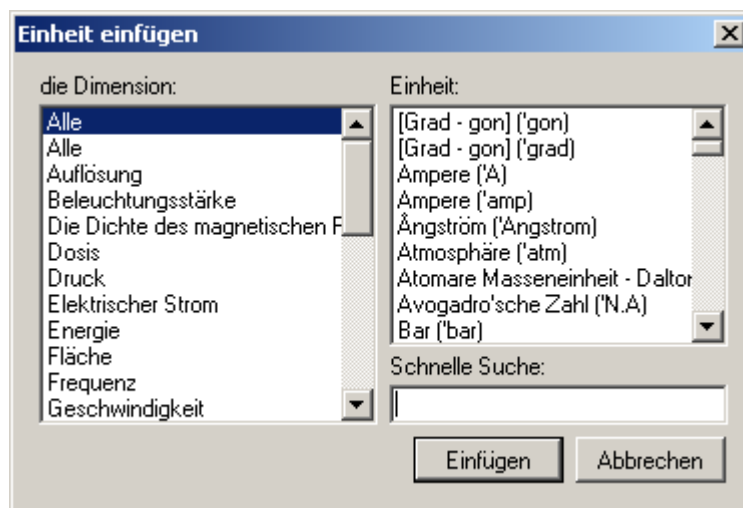 Einheit einfügen
die Dimension:
Alle
Alle
Auflösung
Beleuchtungsstärke
Die Dichte des magnetischen F
Dosis
Druck
Elektrischer Strom
Energie
Fläche
Frequenz
Geschwindigkeit
Einheit:
[Grad - gon] ('gon)
[Grad - gon] ('grad)
Ampere ('A)
Ampere ('amp)
Ångström ('Angstrom)
Atmosphäre ('atm)
Atomare Masseneinheit - Dalton
Avogadro'sche Zahl ('N.A)
Bar ('bar)
Schnelle Suche:
Einfügen
Abbrechen